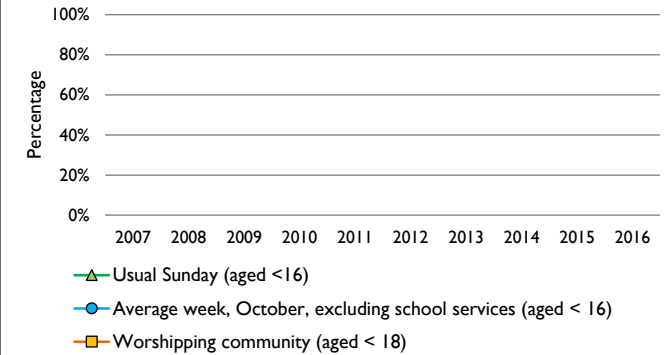 100%
80%
60%
40%
20%
0%
Percentage
2007 2008 2009 2010 2011 2012 2013 2014 2015 2016
Usual Sunday (aged <16)
Average week, October, excluding school services (aged < 16)
Worshipping community (aged < 18)